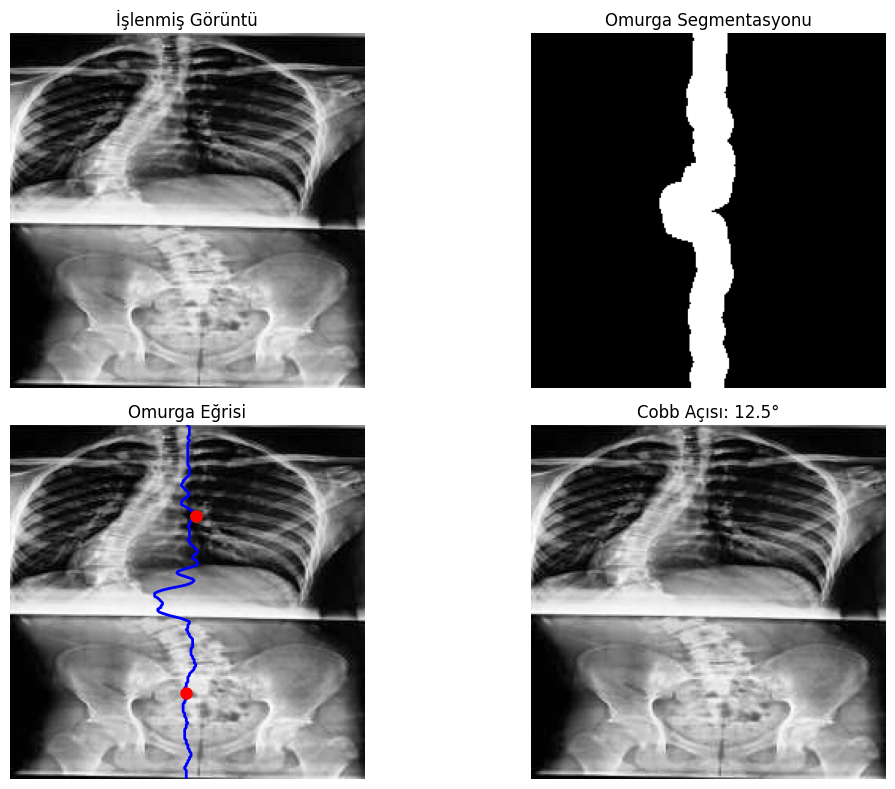 İşlenmiş Görüntü
Omurga Segmentasyonu
Omurga Eğrisi
Cobb Açısı: 12.5°